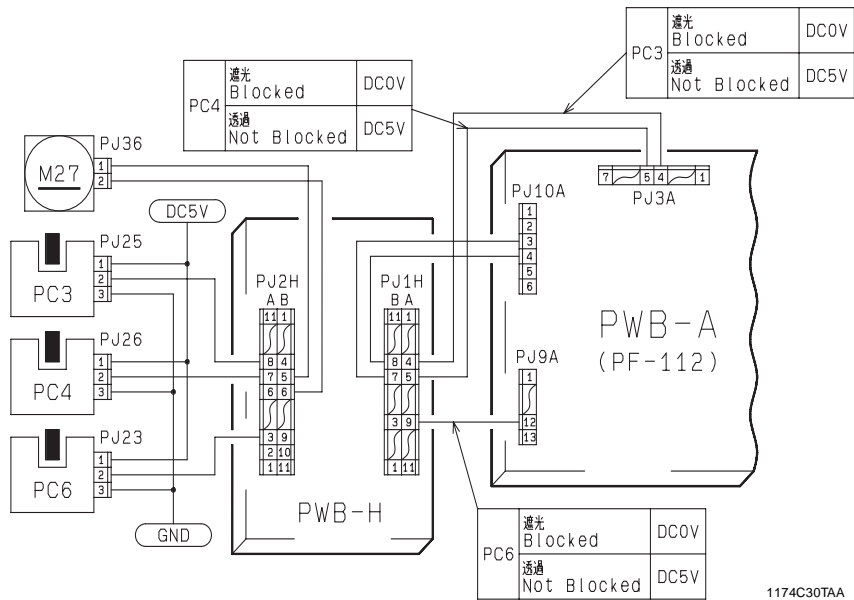 遮光
Blocked
DC0V
PC3
透過
Not Blocked
DC5V
遮光
Blocked
DC0V
PC4
透過
Not Blocked
DC5V
PJ36
M27
1
2
DC5V
PJ25
PC3
1
2
3
PJ26
PC4
1
2
3
PJ23
PC6
1
2
3
GND
PJ2H
A B
11 1
8 4
7 5
6 6
3 9
2 10
1 11
PWB-H
PJ1H
B A
11 1
8 4
7 5
3 9
1 11
PJ10A
1
2
3
4
5
6
7 5 4 1
PJ3A
PWB-A
(PF-112)
PJ9A
1
12
13
遮光
Blocked
DC0V
PC6
透過
Not Blocked
DC5V
1174C30TAA